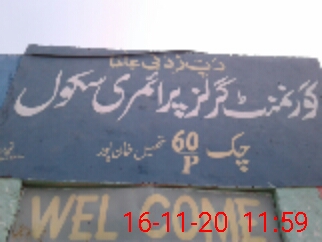 رَبِّ زِدْنِی عِلْمًا
گورنمنٹ گرلز پرائمری سکول
چک 60/P تحصیل خان پور
WEL COME
16-11-20 11:59